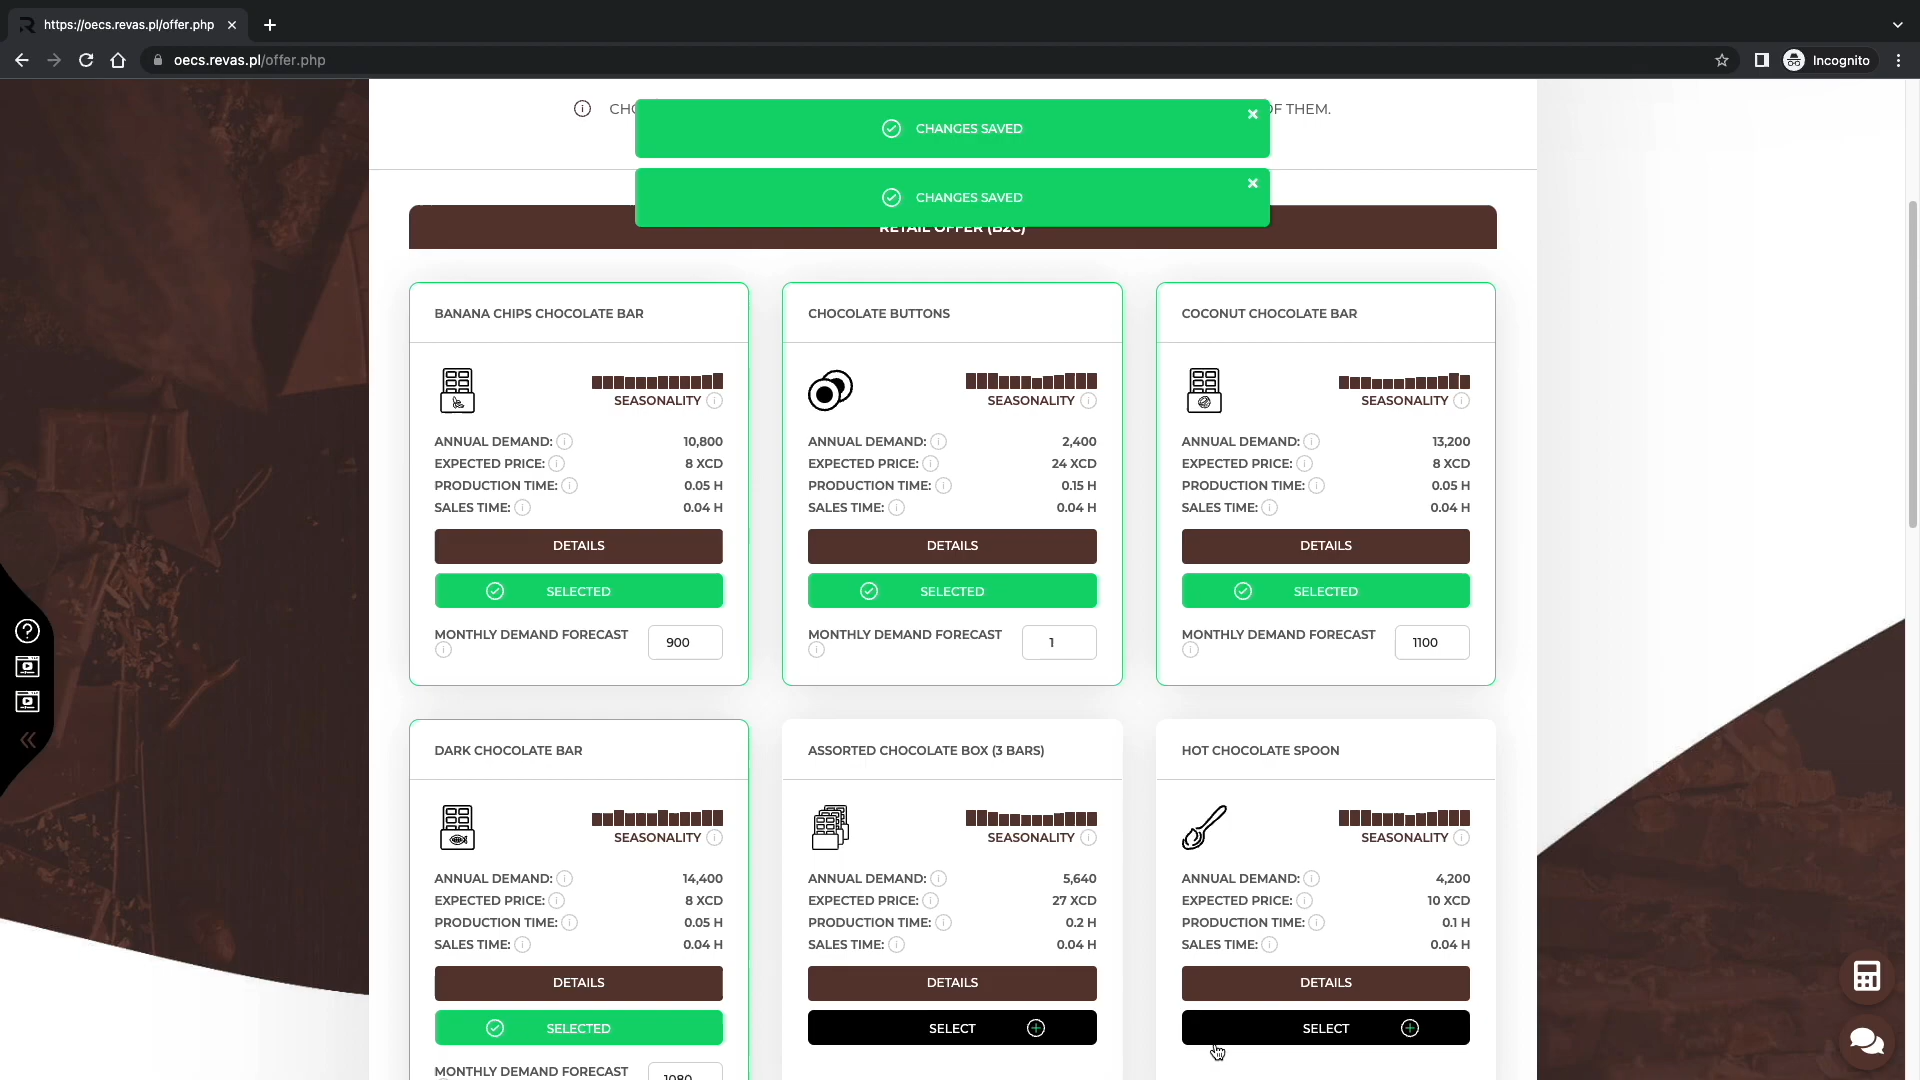 https://oecs.revas.pl/offer.php
oecs.revas.pl/offer.php
Incognito
OF THEM.
CHANGES SAVED
CHANGES SAVED
RETAIL OFFER (B2C)
BANANA CHIPS CHOCOLATE BAR
SEASONALITY
ANNUAL DEMAND: 10,800
EXPECTED PRICE: 8 XCD
PRODUCTION TIME: 0.05 H
SALES TIME: 0.04 H
DETAILS
SELECTED
MONTHLY DEMAND FORECAST 900
CHOCOLATE BUTTONS
SEASONALITY
ANNUAL DEMAND: 2,400
EXPECTED PRICE: 24 XCD
PRODUCTION TIME: 0.15 H
SALES TIME: 0.04 H
DETAILS
SELECTED
MONTHLY DEMAND FORECAST 1
COCONUT CHOCOLATE BAR
SEASONALITY
ANNUAL DEMAND: 13,200
EXPECTED PRICE: 8 XCD
PRODUCTION TIME: 0.05 H
SALES TIME: 0.04 H
DETAILS
SELECTED
MONTHLY DEMAND FORECAST 1100
DARK CHOCOLATE BAR
SEASONALITY
ANNUAL DEMAND: 14,400
EXPECTED PRICE: 8 XCD
PRODUCTION TIME: 0.05 H
SALES TIME: 0.04 H
DETAILS
SELECTED
MONTHLY DEMAND FORECAST 1080
ASSORTED CHOCOLATE BOX (3 BARS)
SEASONALITY
ANNUAL DEMAND: 5,640
EXPECTED PRICE: 27 XCD
PRODUCTION TIME: 0.2 H
SALES TIME: 0.04 H
DETAILS
SELECT
HOT CHOCOLATE SPOON
SEASONALITY
ANNUAL DEMAND: 4,200
EXPECTED PRICE: 10 XCD
PRODUCTION TIME: 0.1 H
SALES TIME: 0.04 H
DETAILS
SELECT